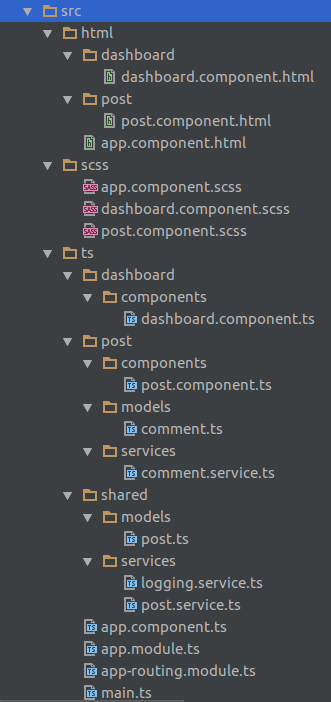 src
html
dashboard
dashboard.component.html
post
post.component.html
app.component.html
scss
app.component.scss
dashboard.component.scss
post.component.scss
ts
dashboard
components
dashboard.component.ts
post
components
post.component.ts
models
comment.ts
services
comment.service.ts
shared
models
post.ts
services
logging.service.ts
post.service.ts
app.component.ts
app.module.ts
app-routing.module.ts
main.ts